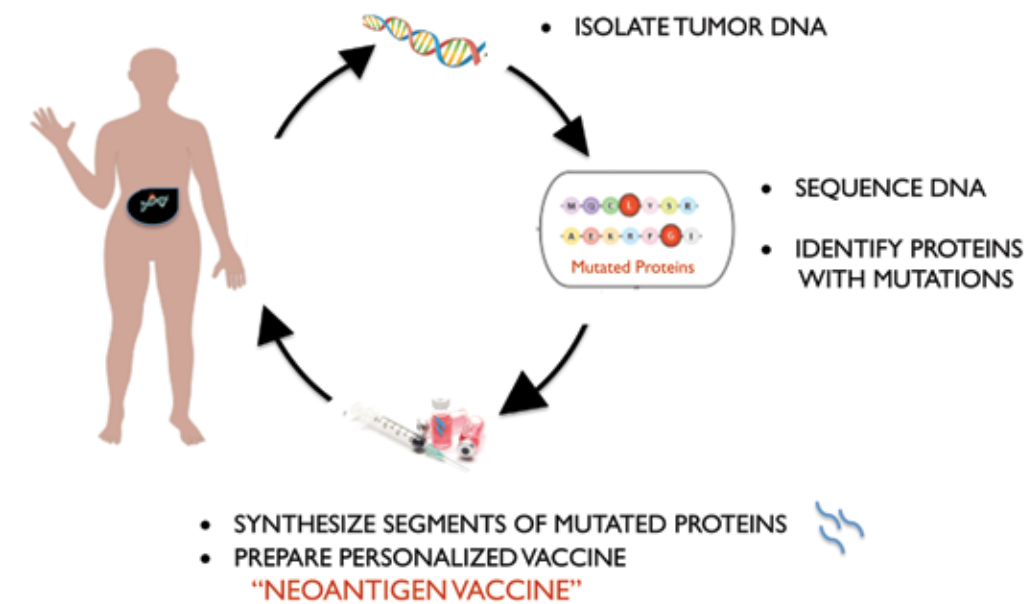 • ISOLATE TUMOR DNA
• SEQUENCE DNA
M Q C L Y S R
• IDENTIFY PROTEINS
WITH MUTATIONS
A E K R F G I
Mutated Proteins
• SYNTHESIZE SEGMENTS OF MUTATED PROTEINS
• PREPARE PERSONALIZED VACCINE
“NEOANTIGEN VACCINE”